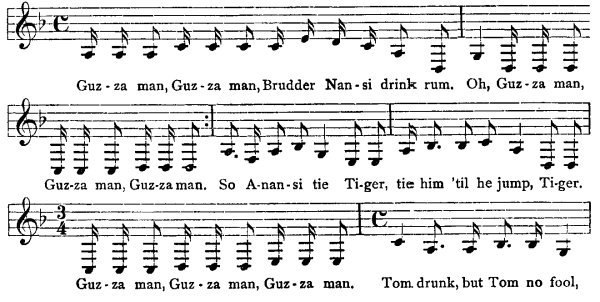 Guz-za man, Guz-za man, Brudder Nan-si drink rum. Oh, Guz-za man,
Guz-za man, Guz-za man. So A-nan-si tie Ti-ger, tie him 'til he jump, Ti-ger.
3
4
Guz-za man, Guz-za man, Guz-za man. Tom drunk, but Tom no fool,